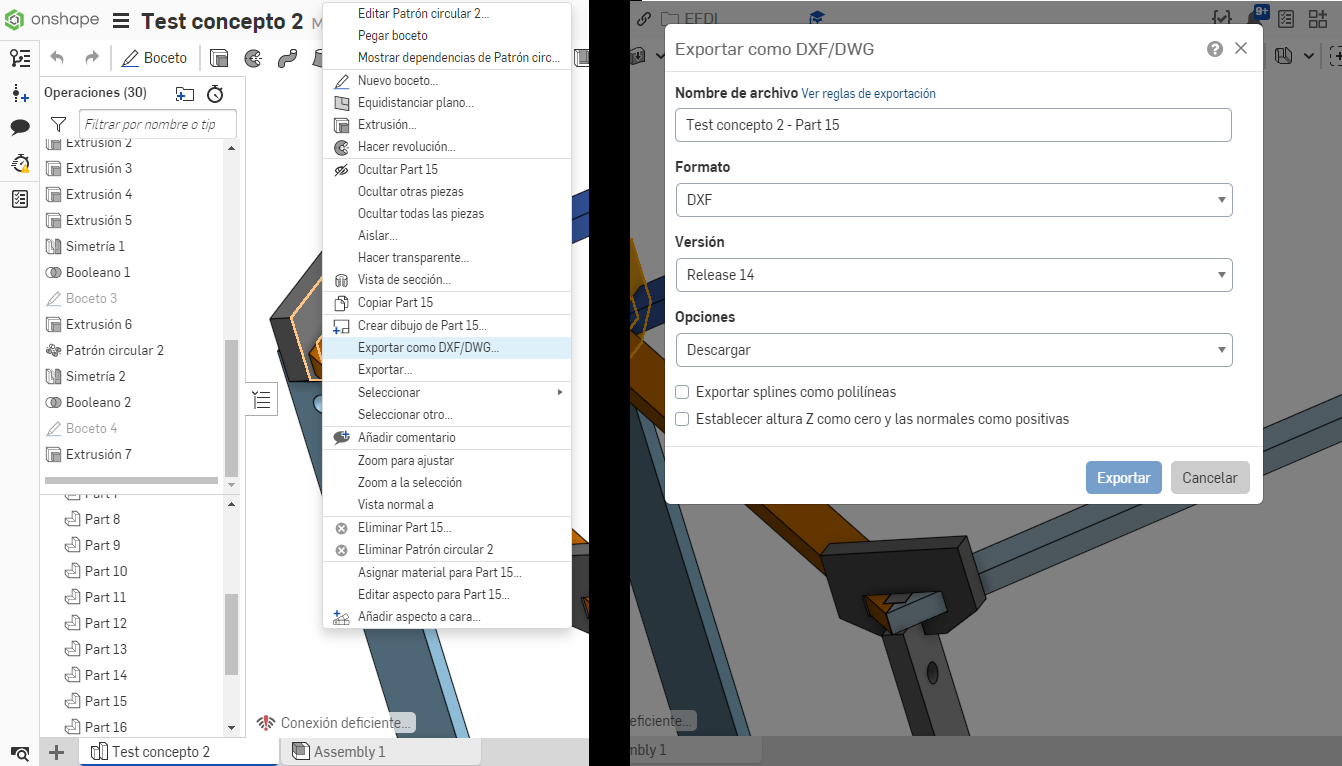 onshape
Test concepto 2
Boceto
Operaciones (30)
Filtrar por nombre o tip
Extrusión 2
Extrusión 3
Extrusión 4
Extrusión 5
Simetría 1
Booleano 1
Boceto 3
Extrusión 6
Patrón circular 2
Simetría 2
Booleano 2
Boceto 4
Extrusión 7
Part 7
Part 8
Part 9
Part 10
Part 11
Part 12
Part 13
Part 14
Part 15
Part 16
Editar Patrón circular 2...
Pegar boceto
Mostrar dependencias de Patrón circ...
Nuevo boceto...
Equidistanciar plano...
Extrusión...
Hacer revolución...
Ocultar Part 15
Ocultar otras piezas
Ocultar todas las piezas
Aislar...
Hacer transparente...
Vista de sección...
Copiar Part 15
Crear dibujo de Part 15...
Exportar como DXF/DWG...
Exportar...
Seleccionar
Seleccionar otro...
Añadir comentario
Zoom para ajustar
Zoom a la selección
Vista normal a
Eliminar Part 15...
Eliminar Patrón circular 2
Asignar material para Part 15...
Editar aspecto para Part 15...
Añadir aspecto a cara...
Conexión deficiente...
Test concepto 2
Assembly 1
EFDI
9+
Exportar como DXF/DWG
Nombre de archivo Ver reglas de exportación
Test concepto 2 - Part 15
Formato
DXF
Versión
Release 14
Opciones
Descargar
Exportar splines como polilíneas
Establecer altura Z como cero y las normales como positivas
Exportar
Cancelar
eficiente...
mbly 1